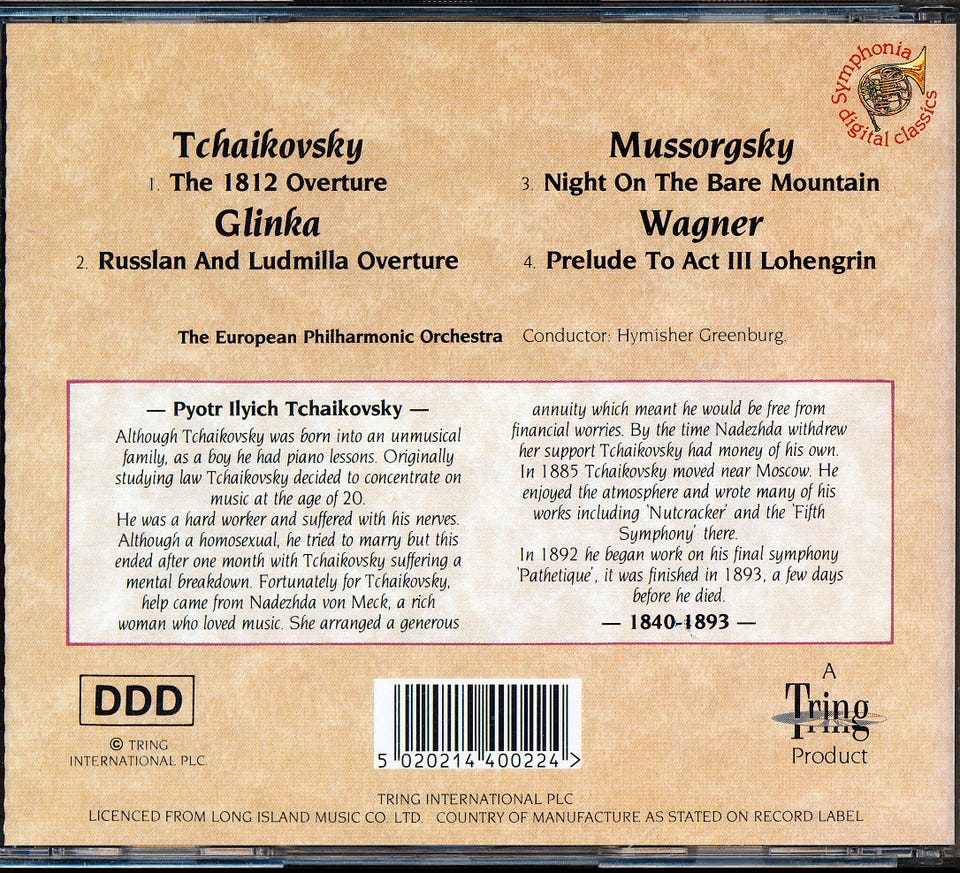 Symphonia
digital classics
Tchaikovsky
1. The 1812 Overture
Glinka
2. Russlan And Ludmilla Overture
Mussorgsky
3. Night On The Bare Mountain
Wagner
4. Prelude To Act III Lohengrin
The European Philharmonic Orchestra Conductor: Hymisher Greenburg.
— Pyotr Ilyich Tchaikovsky —
Although Tchaikovsky was born into an unmusical
family, as a boy he had piano lessons. Originally
studying law Tchaikovsky decided to concentrate on
music at the age of 20.
He was a hard worker and suffered with his nerves.
Although a homosexual, he tried to marry but this
ended after one month with Tchaikovsky suffering a
mental breakdown. Fortunately for Tchaikovsky,
help came from Nadezhda von Meck, a rich
woman who loved music. She arranged a generous
annuity which meant he would be free from
financial worries. By the time Nadezhda withdrew
her support Tchaikovsky had money of his own.
In 1885 Tchaikovsky moved near Moscow. He
enjoyed the atmosphere and wrote many of his
works including 'Nutcracker' and the 'Fifth
Symphony' there.
In 1892 he began work on his final symphony
'Pathetique', it was finished in 1893, a few days
before he died.
— 1840-1893 —
DDD
© TRING
INTERNATIONAL PLC
5 020214 400224 >
A
Tring
Product
TRING INTERNATIONAL PLC
LICENCED FROM LONG ISLAND MUSIC CO. LTD. COUNTRY OF MANUFACTURE AS STATED ON RECORD LABEL